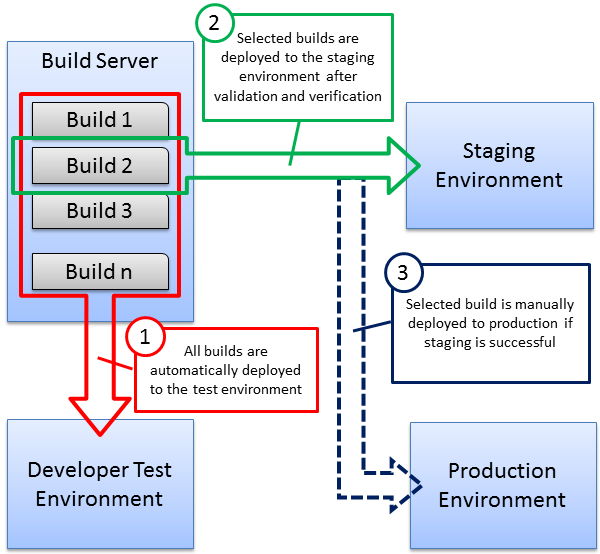 Build Server
Build 1
Build 2
Build 3
Build n
2
Selected builds are
deployed to the staging
environment after
validation and verification
Staging
Environment
1
All builds are
automatically deployed
to the test environment
3
Selected build is manually
deployed to production if
staging is successful
Developer Test
Environment
Production
Environment